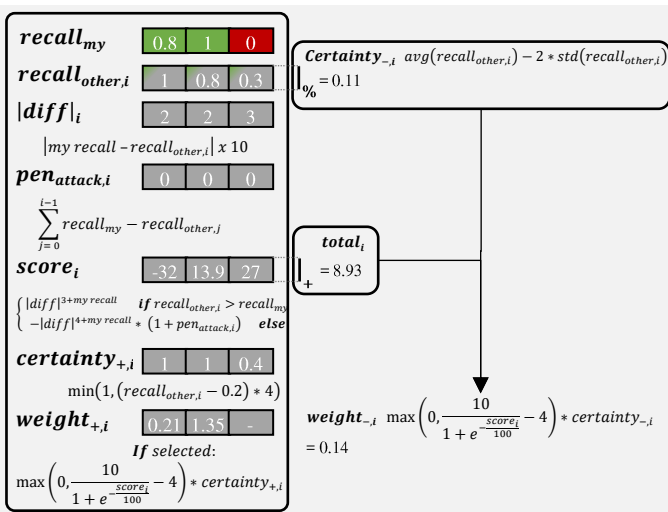 recall_my 0.8 1 0
recall_other,i 1 0.8 0.3
|diff|_i 2 2 3
|my recall – recall_other,i| x 10
pen_attack,i 0 0 0
i−1
∑ recall_my − recall_other,j
j= 0
score_i -32 13.9 27
{ |diff|^3+my recall if recall_other,i > recall_my
−|diff|^4+my recall * (1 + pen_attack,i) else
certainty_+,i 1 1 0.4
min(1, (recall_other,i − 0.2) * 4)
weight_+,i 0.21 1.35 -
If selected:
max(0, 10 / (1 + e^−score_i/100) − 4) * certainty_+,i
Certainty_−,i avg(recall_other,i) − 2 * std(recall_other,i)
% = 0.11
total_i
+ = 8.93
weight_−,i max(0, 10 / (1 + e^−score_i/100) − 4) * certainty_−,i
= 0.14